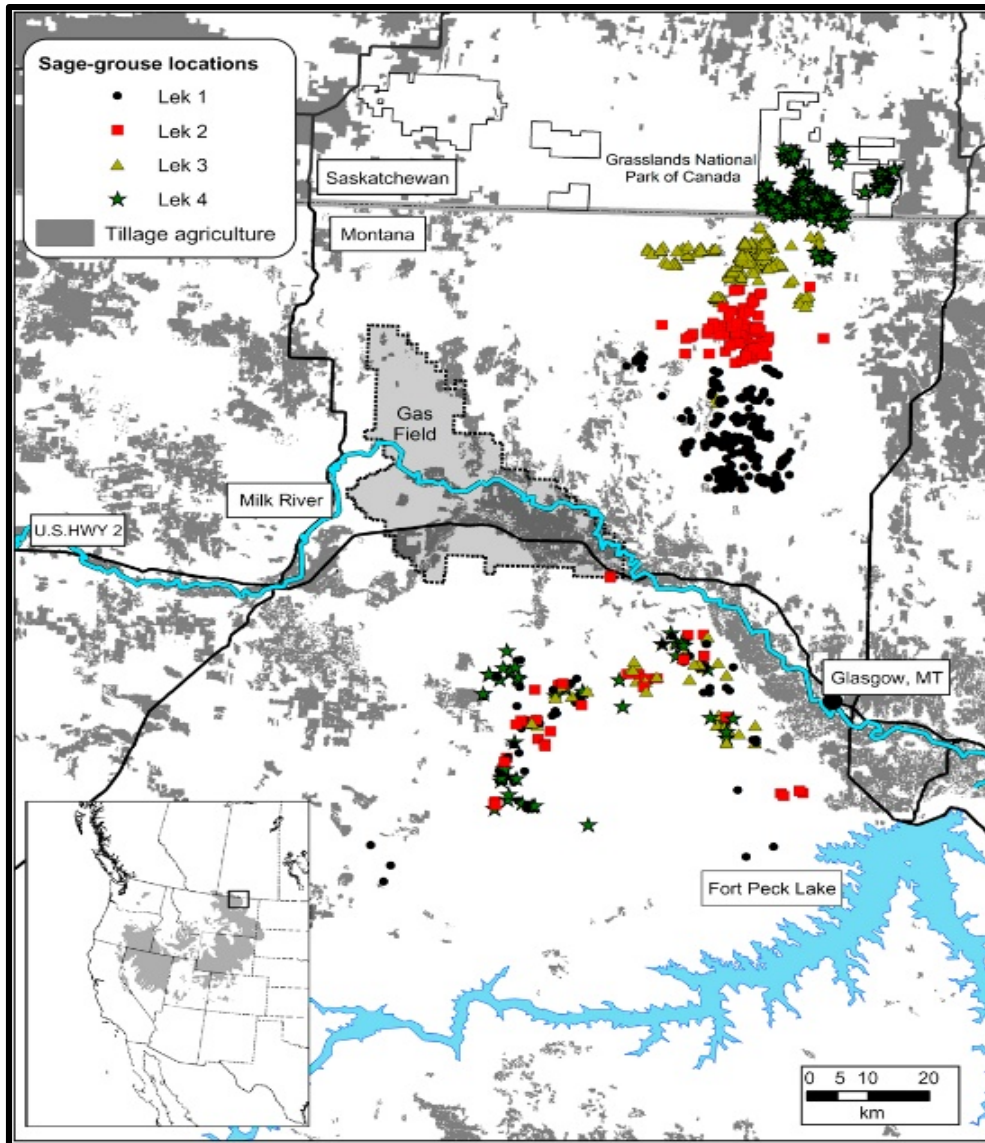 Sage-grouse locations
Lek 1
Lek 2
Lek 3
Lek 4
Tillage agriculture
Grasslands National
Park of Canada
Saskatchewan
Montana
Gas
Field
Milk River
U.S.HWY 2
Glasgow, MT
Fort Peck Lake
0 5 10 20
km